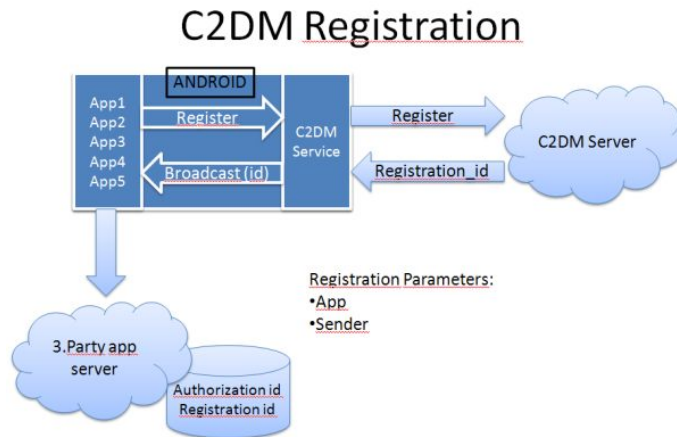 C2DM Registration
ANDROID
App1
App2
App3
App4
App5
Register
Broadcast (id)
C2DM
Service
Register
Registration_id
C2DM Server
Registration Parameters:
•App
•Sender
3.Party app
server
Authorization id
Registration id